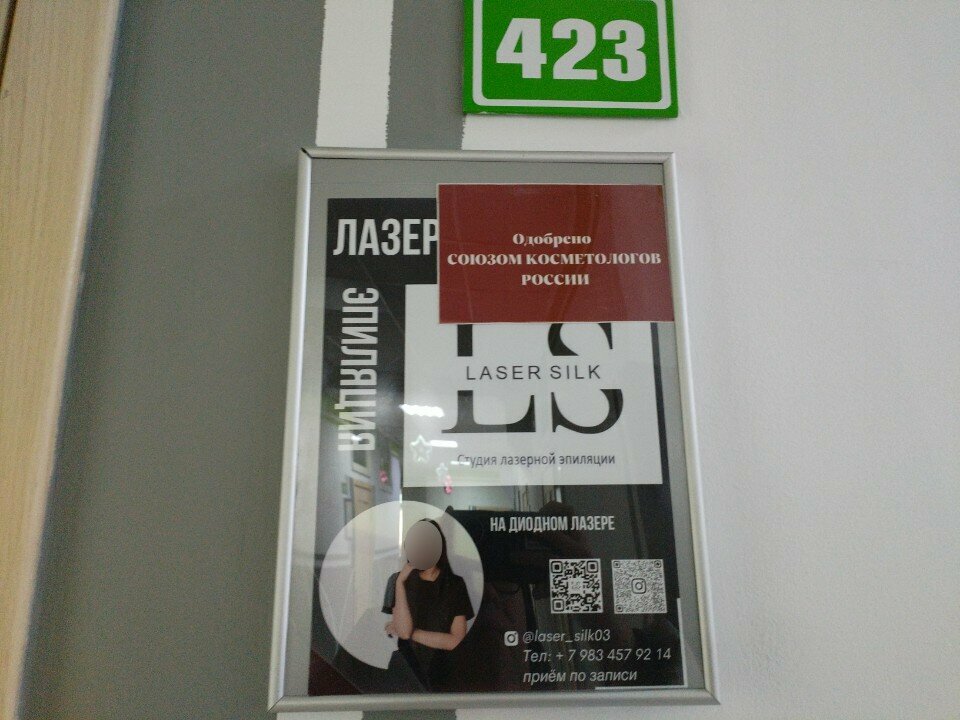 423
ЛАЗЕР
Одобрено
СОЮЗОМ КОСМЕТОЛОГОВ
РОССИИ
эпиляция
LS
LASER SILK
Студия лазерной эпиляции
НА ДИОДНОМ ЛАЗЕРЕ
@laser_silk03
Тел: + 7 983 457 92 14
приём по записи